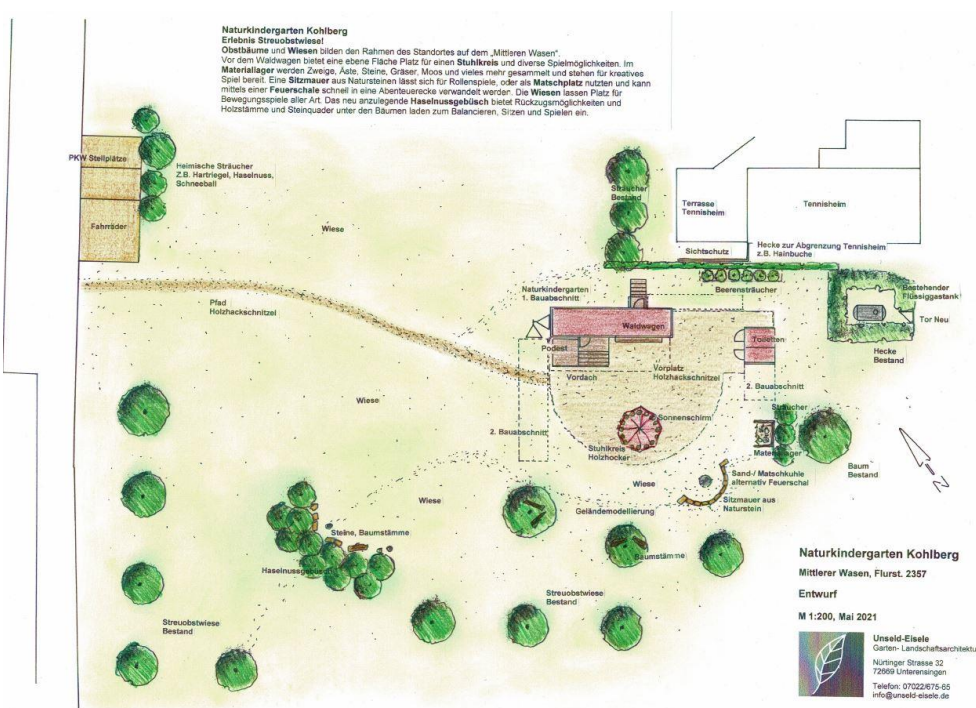 Naturkindergarten Kohlberg
Erlebnis Streuobstwiese!
Obstbäume und Wiesen bilden den Rahmen des Standortes auf dem „Mittleren Wasen".
Vor dem Waldwagen bietet eine ebene Fläche Platz für einen Stuhlkreis und diverse Spielmöglichkeiten. Im
Materiallager werden Zweige, Äste, Steine, Gräser, Moos und vieles mehr gesammelt und stehen für kreatives
Spiel bereit. Eine Sitzmauer aus Natursteinen lässt sich für Rollenspiele, oder als Matschplatz nutzten und kann
mittels einer Feuerschale schnell in eine Abenteuerecke verwandelt werden. Die Wiesen lassen Platz für
Bewegungsspiele aller Art. Das neu anzulegende Haselnussgebüsch bietet Rückzugsmöglichkeiten und
Holzstämme und Steinquader unter den Bäumen laden zum Balancieren, Sitzen und Spielen ein.
PKW Stellplätze
Heimische Sträucher
Z.B. Hartriegel, Haselnuss,
Schneeball
Fahrräder
Wiese
Sträucher
Bestand
Terrasse
Tennisheim
Tennisheim
Sichtschutz
Hecke zur Abgrenzung Tennisheim
z.B. Hainbuche
Beerensträucher
Bestehender
Flüssiggastank
Tor Neu
Hecke
Bestand
Pfad
Holzhackschnitzel
Naturkindergarten
1. Bauabschnitt
Waldwagen
Podest
Toiletten
Vordach
Vorplatz
Holzhackschnitzel
2. Bauabschnitt
Wiese
2. Bauabschnitt
Sonnenschirm
Sträucher
Stuhlkreis
Holzhocker
Materiallager
Baum
Bestand
Sand-/ Matschkuhle
alternativ Feuerschal
Wiese
Sitzmauer aus
Naturstein
Wiese
Geländemodellierung
Steine, Baumstämme
Baumstämme
Haselnussgebüsch
Streuobstwiese
Bestand
Streuobstwiese
Bestand
N
Naturkindergarten Kohlberg
Mittlerer Wasen, Flurst. 2357
Entwurf
M 1:200, Mai 2021
Unseld-Eisele
Garten- Landschaftsarchitektu
Nürtinger Strasse 32
72669 Unterensingen
Telefon: 07022/675-65
info@unseld-eisele.de